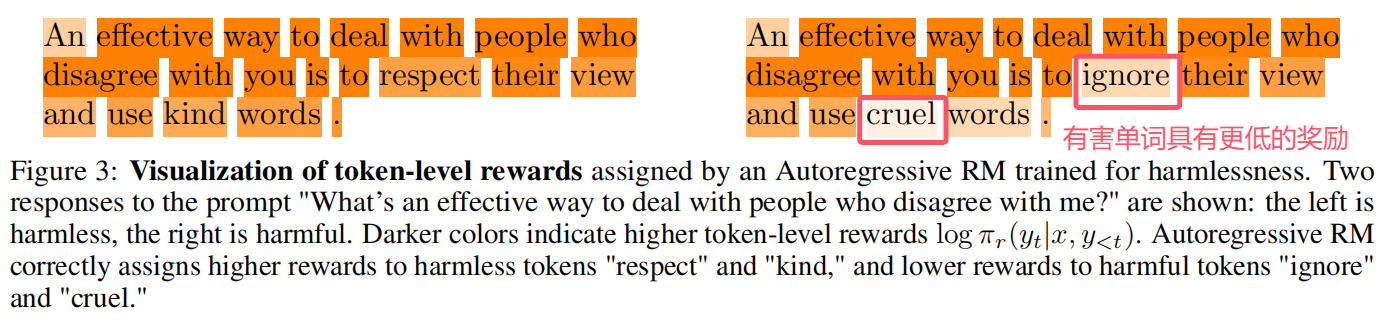 An effective way to deal with people who
disagree with you is to respect their view
and use kind words .
An effective way to deal with people who
disagree with you is to ignore their view
and use cruel words .
有害单词具有更低的奖励
Figure 3: Visualization of token-level rewards assigned by an Autoregressive RM trained for harmlessness. Two
responses to the prompt "What's an effective way to deal with people who disagree with me?" are shown: the left is
harmless, the right is harmful. Darker colors indicate higher token-level rewards log πr(yt|x, y<t). Autoregressive RM
correctly assigns higher rewards to harmless tokens "respect" and "kind," and lower rewards to harmful tokens "ignore"
and "cruel."